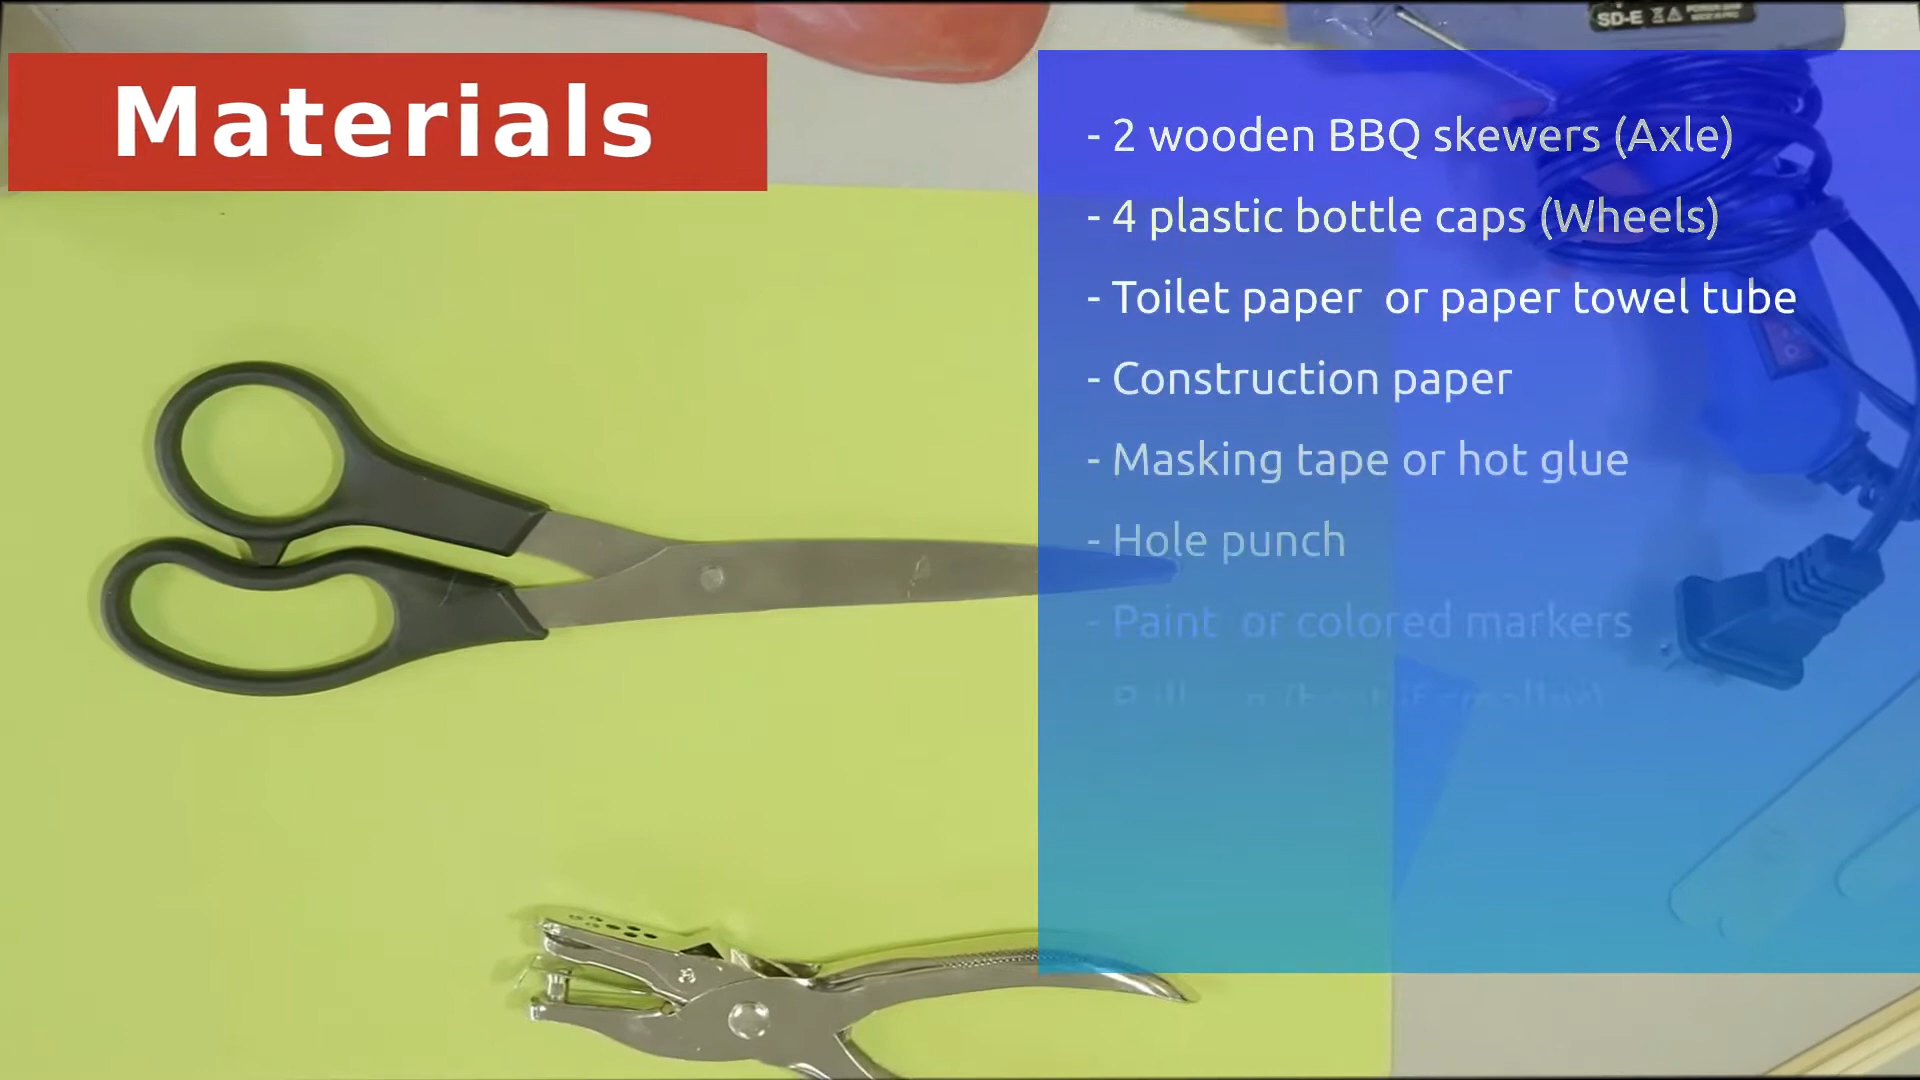 SD-E
Materials
- 2 wooden BBQ skewers (Axle)
- 4 plastic bottle caps (Wheels)
- Toilet paper or paper towel tube
- Construction paper
- Masking tape or hot glue
- Hole punch
- Paint or colored markers